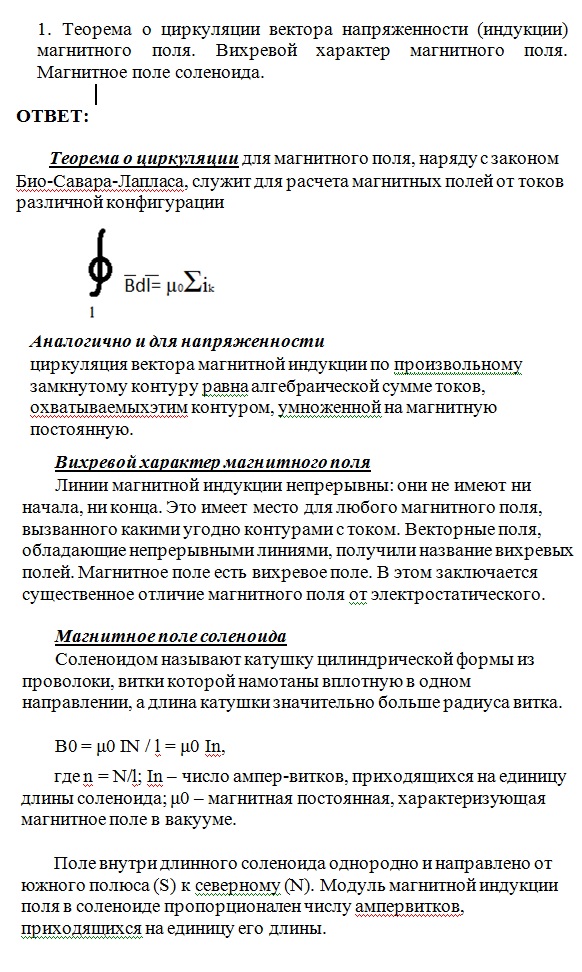 1. Теорема о циркуляции вектора напряженности (индукции)
магнитного поля. Вихревой характер магнитного поля.
Магнитное поле соленоида.
ОТВЕТ:
Теорема о циркуляции для магнитного поля, наряду с законом
Био-Савара-Лапласа, служит для расчета магнитных полей от токов
различной конфигурации
∮ B̅dl̅= μ₀Σiₖ
l
Аналогично и для напряженности
циркуляция вектора магнитной индукции по произвольному
замкнутому контуру равна алгебраической сумме токов,
охватываемыхэтим контуром, умноженной на магнитную
постоянную.
Вихревой характер магнитного поля
Линии магнитной индукции непрерывны: они не имеют ни
начала, ни конца. Это имеет место для любого магнитного поля,
вызванного какими угодно контурами с током. Векторные поля,
обладающие непрерывными линиями, получили название вихревых
полей. Магнитное поле есть вихревое поле. В этом заключается
существенное отличие магнитного поля от электростатического.
Магнитное поле соленоида
Соленоидом называют катушку цилиндрической формы из
проволоки, витки которой намотаны вплотную в одном
направлении, а длина катушки значительно больше радиуса витка.
B0 = μ0 IN / l = μ0 In,
где n = N/l; In – число ампер-витков, приходящихся на единицу
длины соленоида; μ0 – магнитная постоянная, характеризующая
магнитное поле в вакууме.
Поле внутри длинного соленоида однородно и направлено от
южного полюса (S) к северному (N). Модуль магнитной индукции
поля в соленоиде пропорционален числу ампервитков,
приходящихся на единицу его длины.